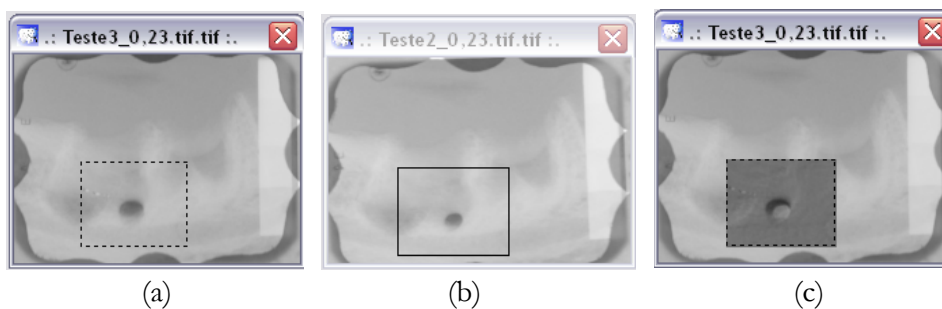 .: Teste3_0,23.tif.tif :.
.: Teste2_0,23.tif.tif :.
.: Teste3_0,23.tif.tif :.
(a)
(b)
(c)